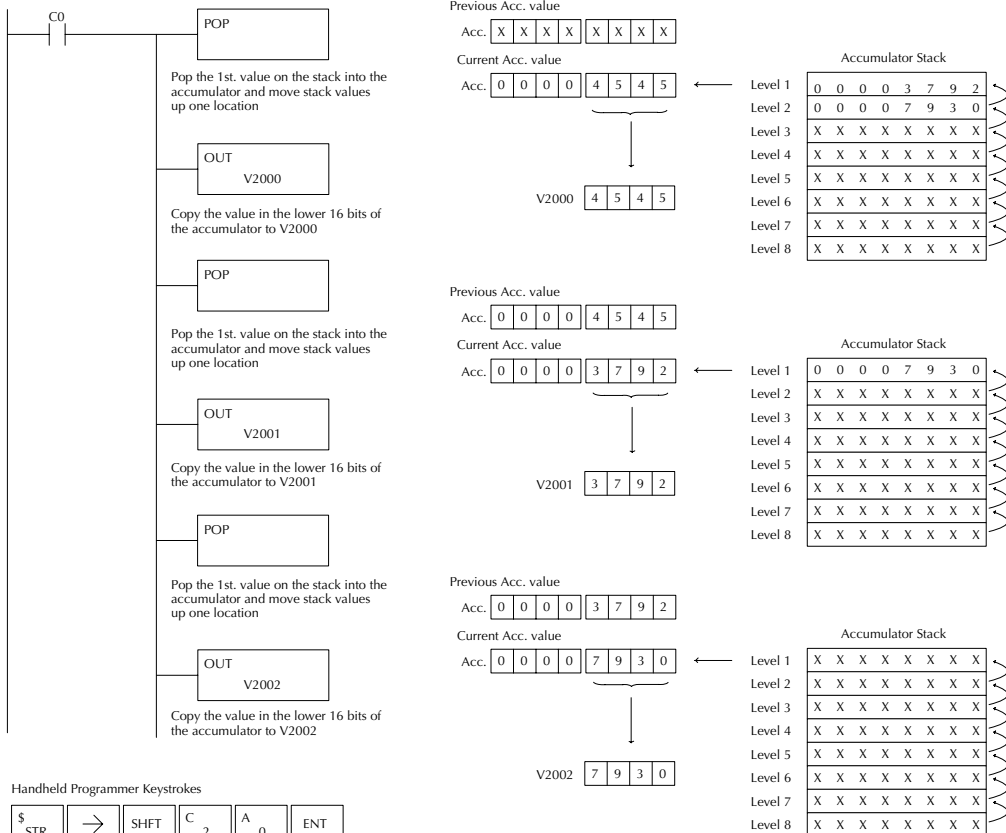 C0
POP
Pop the 1st. value on the stack into the
accumulator and move stack values
up one location
OUT
V2000
Copy the value in the lower 16 bits of
the accumulator to V2000
POP
Pop the 1st. value on the stack into the
accumulator and move stack values
up one location
OUT
V2001
Copy the value in the lower 16 bits of
the accumulator to V2001
POP
Pop the 1st. value on the stack into the
accumulator and move stack values
up one location
OUT
V2002
Copy the value in the lower 16 bits of
the accumulator to V2002
Previous Acc. value
Acc. X X X X X X X X
Current Acc. value
Acc. 0 0 0 0 4 5 4 5
V2000 4 5 4 5
Accumulator Stack
Level 1 0 0 0 0 3 7 9 2
Level 2 0 0 0 0 7 9 3 0
Level 3 X X X X X X X X
Level 4 X X X X X X X X
Level 5 X X X X X X X X
Level 6 X X X X X X X X
Level 7 X X X X X X X X
Level 8 X X X X X X X X
Previous Acc. value
Acc. 0 0 0 0 4 5 4 5
Current Acc. value
Acc. 0 0 0 0 3 7 9 2
V2001 3 7 9 2
Accumulator Stack
Level 1 0 0 0 0 7 9 3 0
Level 2 X X X X X X X X
Level 3 X X X X X X X X
Level 4 X X X X X X X X
Level 5 X X X X X X X X
Level 6 X X X X X X X X
Level 7 X X X X X X X X
Level 8 X X X X X X X X
Previous Acc. value
Acc. 0 0 0 0 3 7 9 2
Current Acc. value
Acc. 0 0 0 0 7 9 3 0
V2002 7 9 3 0
Accumulator Stack
Level 1 X X X X X X X X
Level 2 X X X X X X X X
Level 3 X X X X X X X X
Level 4 X X X X X X X X
Level 5 X X X X X X X X
Level 6 X X X X X X X X
Level 7 X X X X X X X X
Level 8 X X X X X X X X
Handheld Programmer Keystrokes
$ STR → SHFT C 2 A 0 ENT